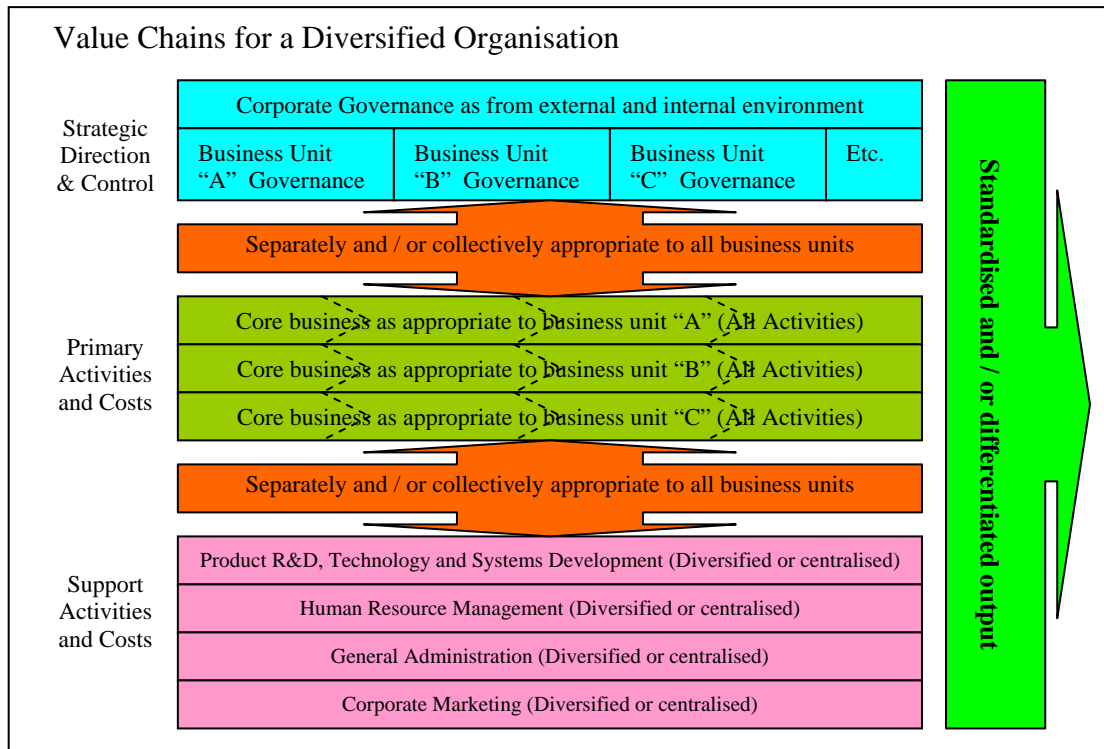 Value Chains for a Diversified Organisation
Strategic
Direction
& Control
Corporate Governance as from external and internal environment
Business Unit
“A” Governance
Business Unit
“B” Governance
Business Unit
“C” Governance
Etc.
Separately and / or collectively appropriate to all business units
Primary
Activities
and Costs
Core business as appropriate to business unit “A” (All Activities)
Core business as appropriate to business unit “B” (All Activities)
Core business as appropriate to business unit “C” (All Activities)
Separately and / or collectively appropriate to all business units
Support
Activities
and Costs
Product R&D, Technology and Systems Development (Diversified or centralised)
Human Resource Management (Diversified or centralised)
General Administration (Diversified or centralised)
Corporate Marketing (Diversified or centralised)
Standardised and / or differentiated output